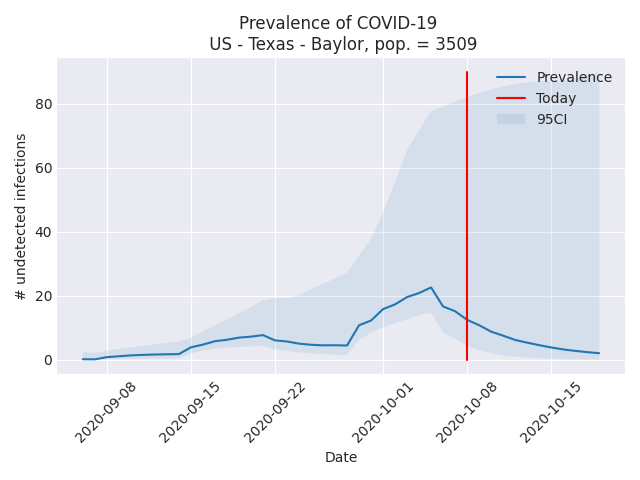 Prevalence of COVID-19
US - Texas - Baylor, pop. = 3509
Prevalence
Today
95CI
# undetected infections
80
60
40
20
0
2020-09-08
2020-09-15
2020-09-22
2020-10-01
2020-10-08
2020-10-15
Date